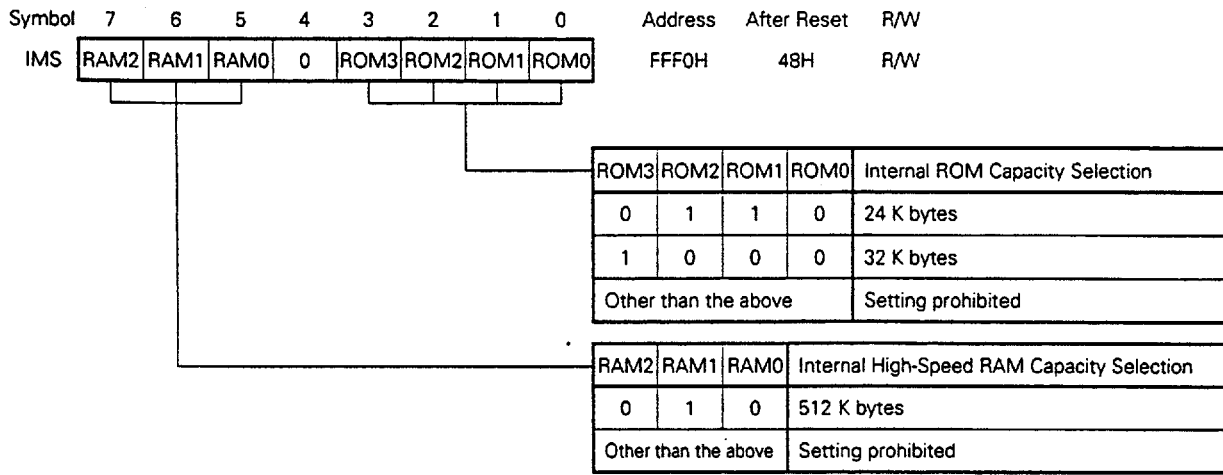 Symbol 7 6 5 4 3 2 1 0 Address After Reset R/W
IMS RAM2 RAM1 RAM0 0 ROM3 ROM2 ROM1 ROM0 FFF0H 48H R/W
ROM3 ROM2 ROM1 ROM0 Internal ROM Capacity Selection
0 1 1 0 24 K bytes
1 0 0 0 32 K bytes
Other than the above Setting prohibited
RAM2 RAM1 RAM0 Internal High-Speed RAM Capacity Selection
0 1 0 512 K bytes
Other than the above Setting prohibited